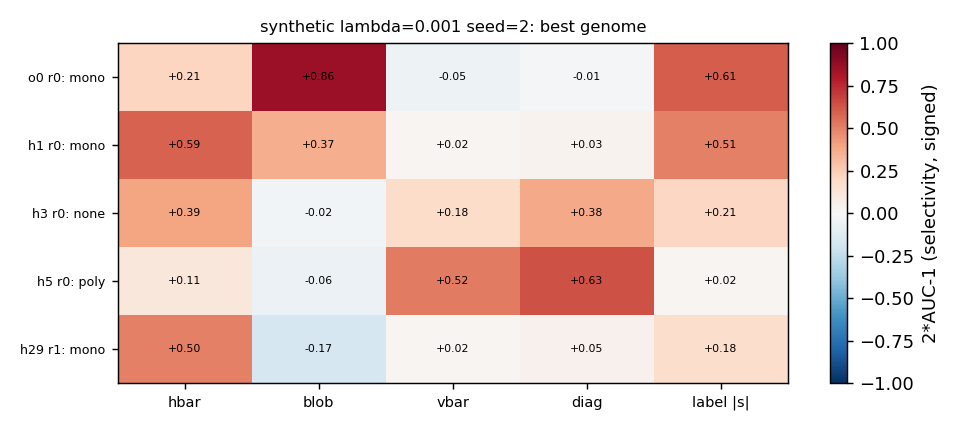 synthetic lambda=0.001 seed=2: best genome
o0 r0: mono +0.21 +0.86 -0.05 -0.01 +0.61
h1 r0: mono +0.59 +0.37 +0.02 +0.03 +0.51
h3 r0: none +0.39 -0.02 +0.18 +0.38 +0.21
h5 r0: poly +0.11 -0.06 +0.52 +0.63 +0.02
h29 r1: mono +0.50 -0.17 +0.02 +0.05 +0.18
hbar blob vbar diag label |s|
1.00
0.75
0.50
0.25
0.00
−0.25
−0.50
−0.75
−1.00
2*AUC-1 (selectivity, signed)